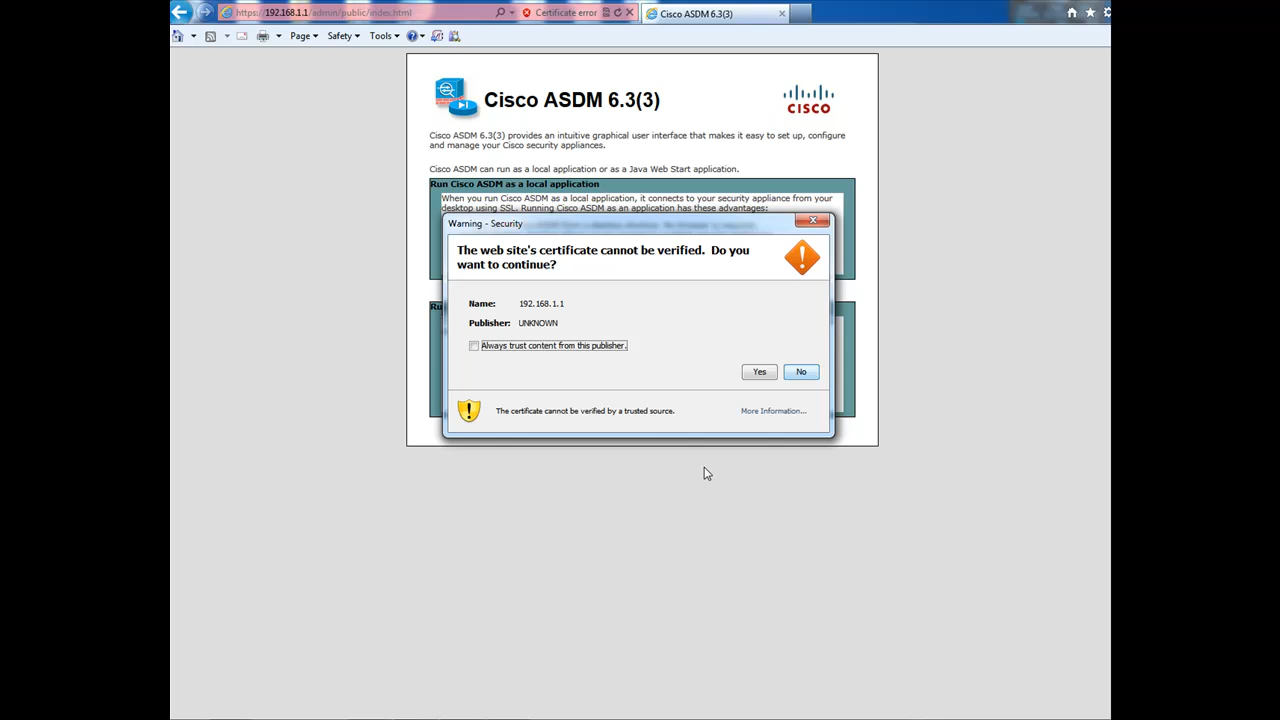 https://192.168.1.1/admin/public/index.html
Certificate error
Cisco ASDM 6.3(3)
Page
Safety
Tools
Cisco ASDM 6.3(3)
CISCO
Cisco ASDM 6.3(3) provides an intuitive graphical user interface that makes it easy to set up, configure
and manage your Cisco security appliances.
Cisco ASDM can run as a local application or as a Java Web Start application.
Run Cisco ASDM as a local application
When you run Cisco ASDM as a local application, it connects to your security appliance from your
desktop using SSL. Running Cisco ASDM as an application has these advantages:
Warning - Security
The web site's certificate cannot be verified. Do you
want to continue?
Name: 192.168.1.1
Publisher: UNKNOWN
Always trust content from this publisher.
Yes
No
The certificate cannot be verified by a trusted source.
More Information...